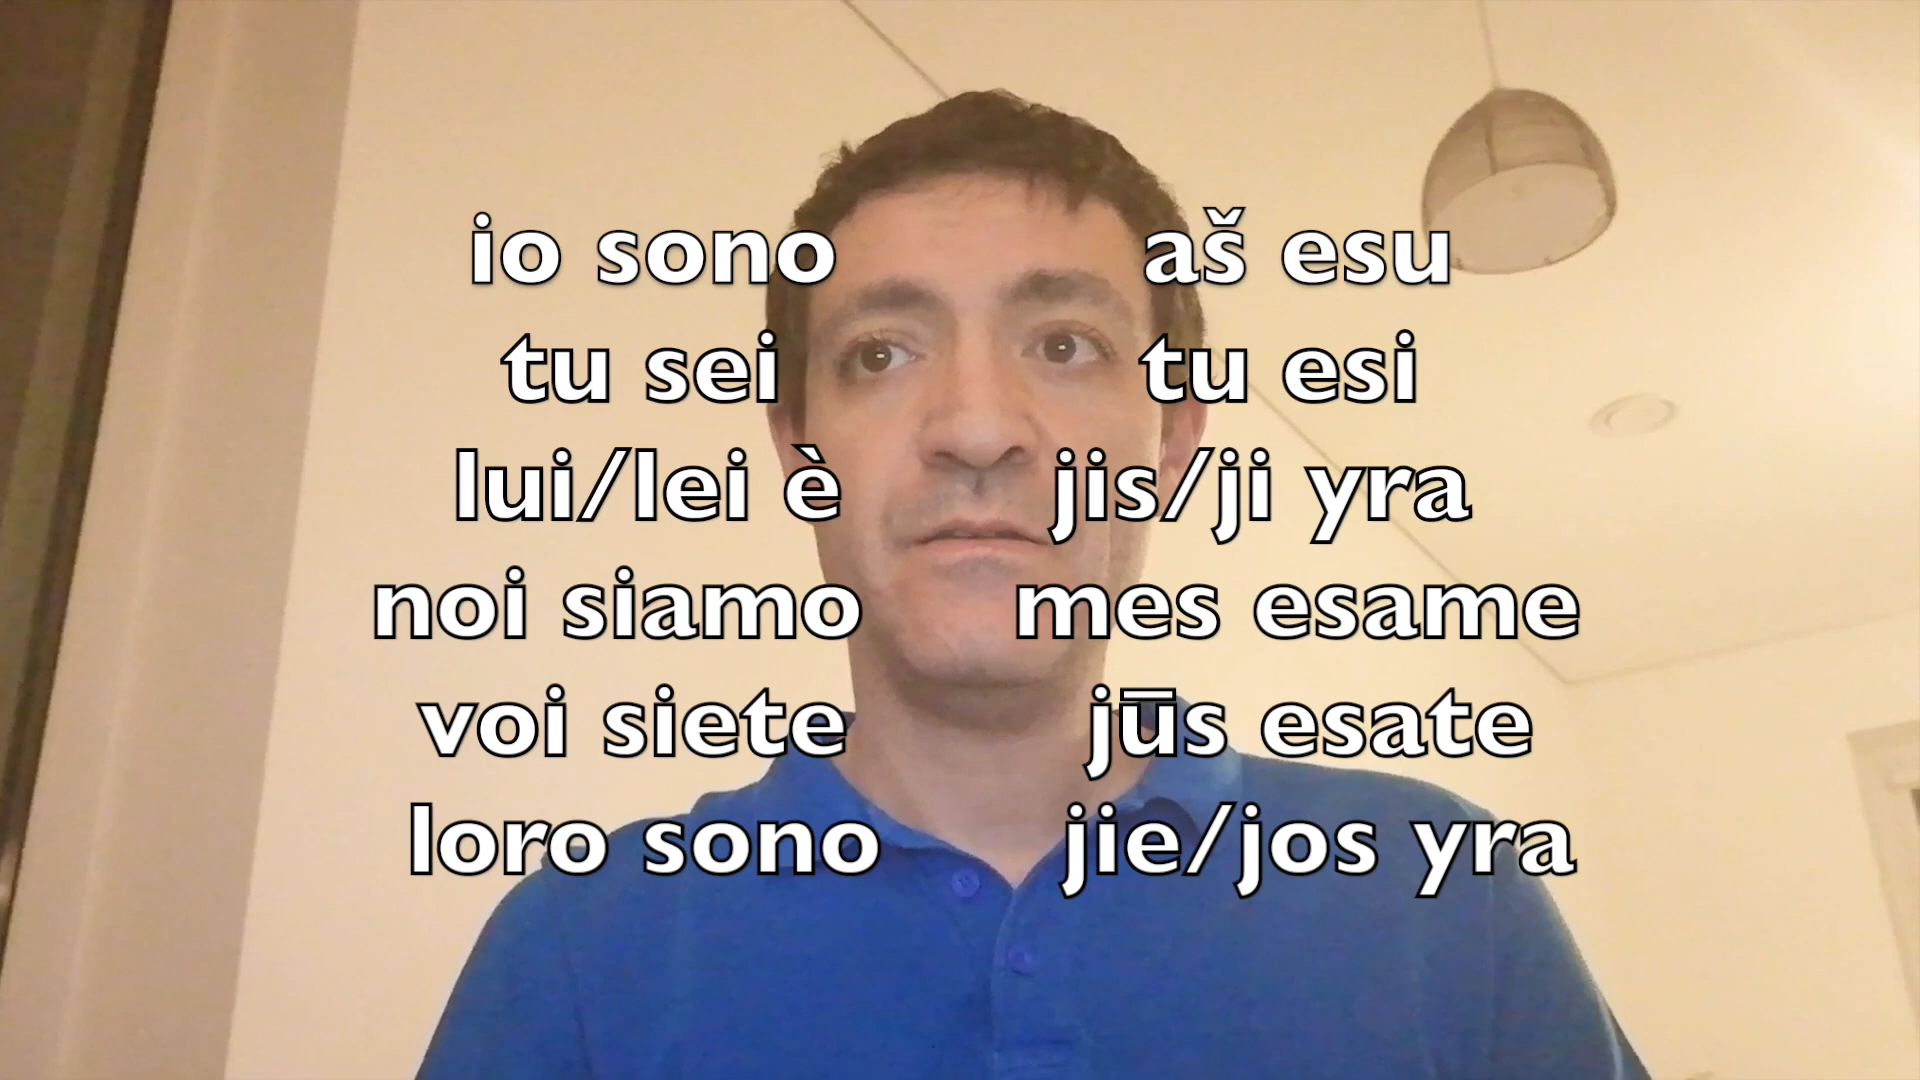 io sono aš esu
tu sei tu esi
lui/lei è jis/ji yra
noi siamo mes esame
voi siete jūs esate
loro sono jie/jos yra